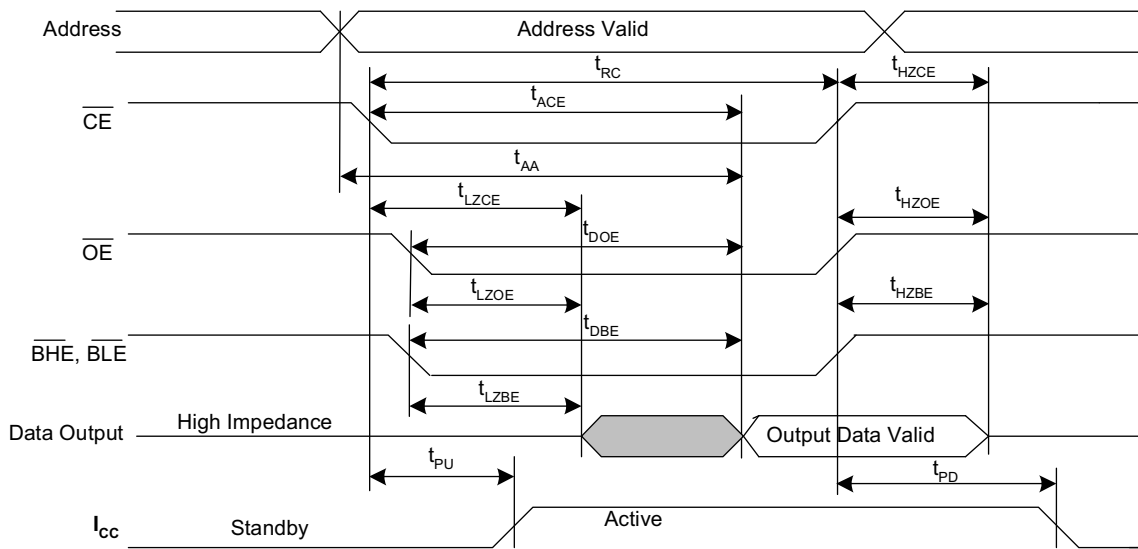 Address
Address Valid
tRC
tHZCE
tACE
CE
tAA
tLZCE
tHZOE
tDOE
OE
tLZOE
tHZBE
tDBE
BHE, BLE
tLZBE
High Impedance
Data Output
Output Data Valid
tPU
tPD
ICC
Standby
Active